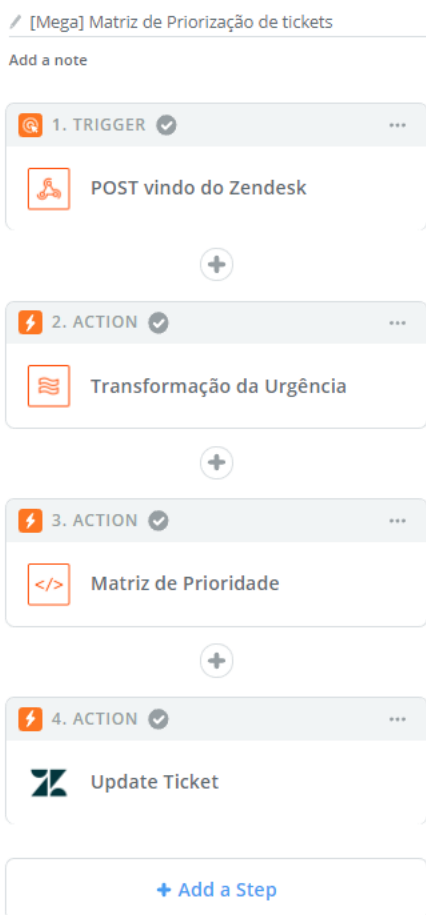 [Mega] Matriz de Priorização de tickets
Add a note
1. TRIGGER
POST vindo do Zendesk
2. ACTION
Transformação da Urgência
3. ACTION
</>
Matriz de Prioridade
4. ACTION
Update Ticket
+ Add a Step